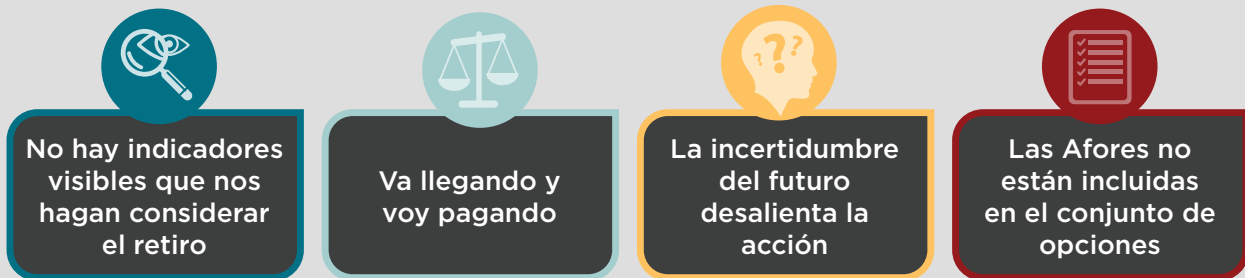 No hay indicadores
visibles que nos
hagan considerar
el retiro
Va llegando y
voy pagando
La incertidumbre
del futuro
desalienta la
acción
Las Afores no
están incluidas
en el conjunto de
opciones